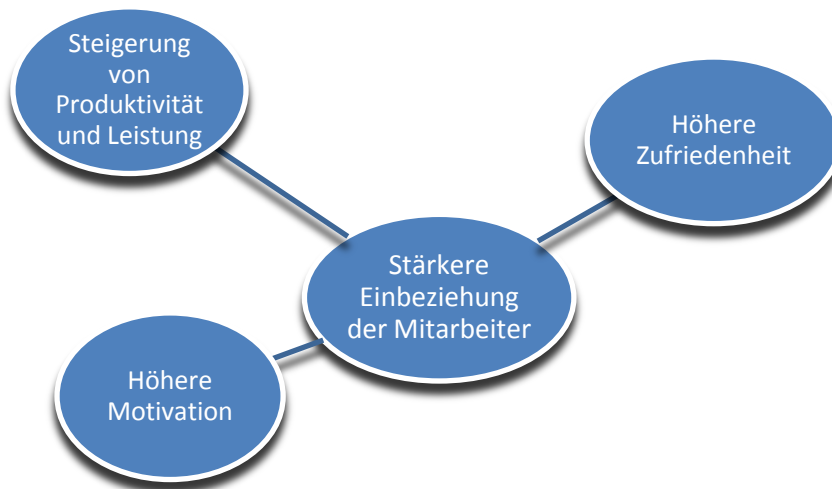 Steigerung
von
Produktivität
und Leistung
Höhere
Zufriedenheit
Stärkere
Einbeziehung
der Mitarbeiter
Höhere
Motivation